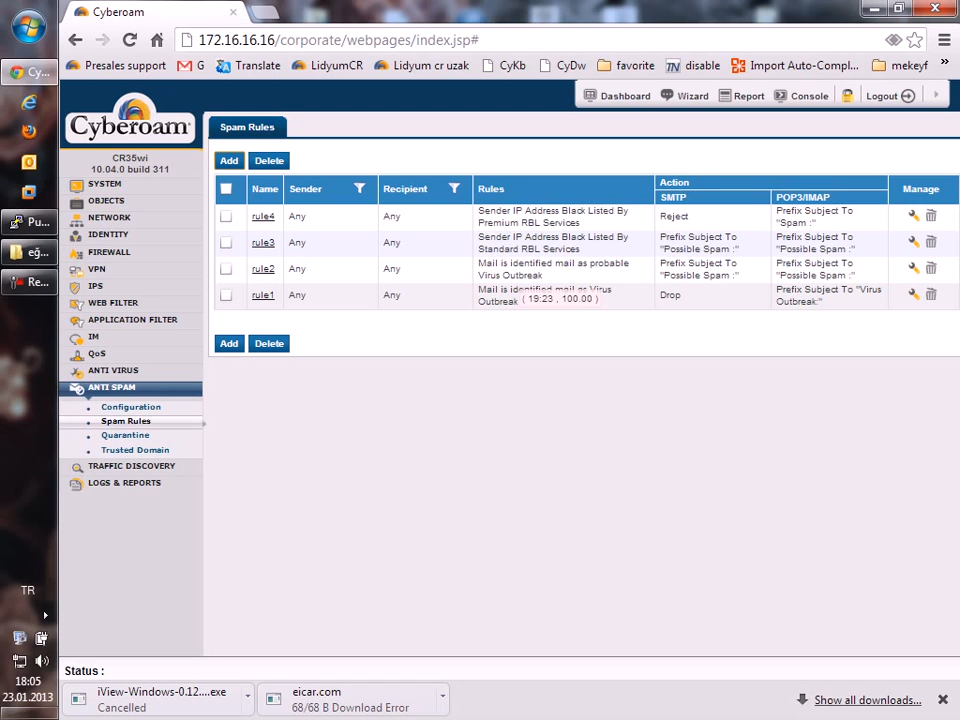 Cyberoam
172.16.16.16/corporate/webpages/index.jsp#
Cy...
Presales support
G
Translate
LidyumCR
Lidyum cr uzak
CyKb
CyDw
favorite
disable
Import Auto-Compl...
mekeyf
»
Dashboard
Wizard
Report
Console
Logout
Cyberoam
Spam Rules
CR35wi
10.04.0 build 311
SYSTEM
OBJECTS
NETWORK
IDENTITY
FIREWALL
VPN
IPS
WEB FILTER
APPLICATION FILTER
IM
QoS
ANTI VIRUS
ANTI SPAM
Configuration
Spam Rules
Quarantine
Trusted Domain
TRAFFIC DISCOVERY
LOGS & REPORTS
Add Delete
Name Sender Recipient Rules Action Manage
SMTP POP3/IMAP
rule4 Any Any Sender IP Address Black Listed By Reject Prefix Subject To
Premium RBL Services "Spam :"
rule3 Any Any Sender IP Address Black Listed By Prefix Subject To Prefix Subject To
Standard RBL Services "Possible Spam :" "Possible Spam :"
rule2 Any Any Mail is identified mail as probable Prefix Subject To Prefix Subject To
Virus Outbreak "Possible Spam :" "Possible Spam :"
rule1 Any Any Mail is identified mail as Virus Drop Prefix Subject To "Virus
Outbreak ( 19:23 , 100.00 ) Outbreak:"
Add Delete
Pu...
eğ...
Re...
TR
18:05
23.01.2013
Status :
iView-Windows-0.12....exe
Cancelled
eicar.com
68/68 B Download Error
Show all downloads...